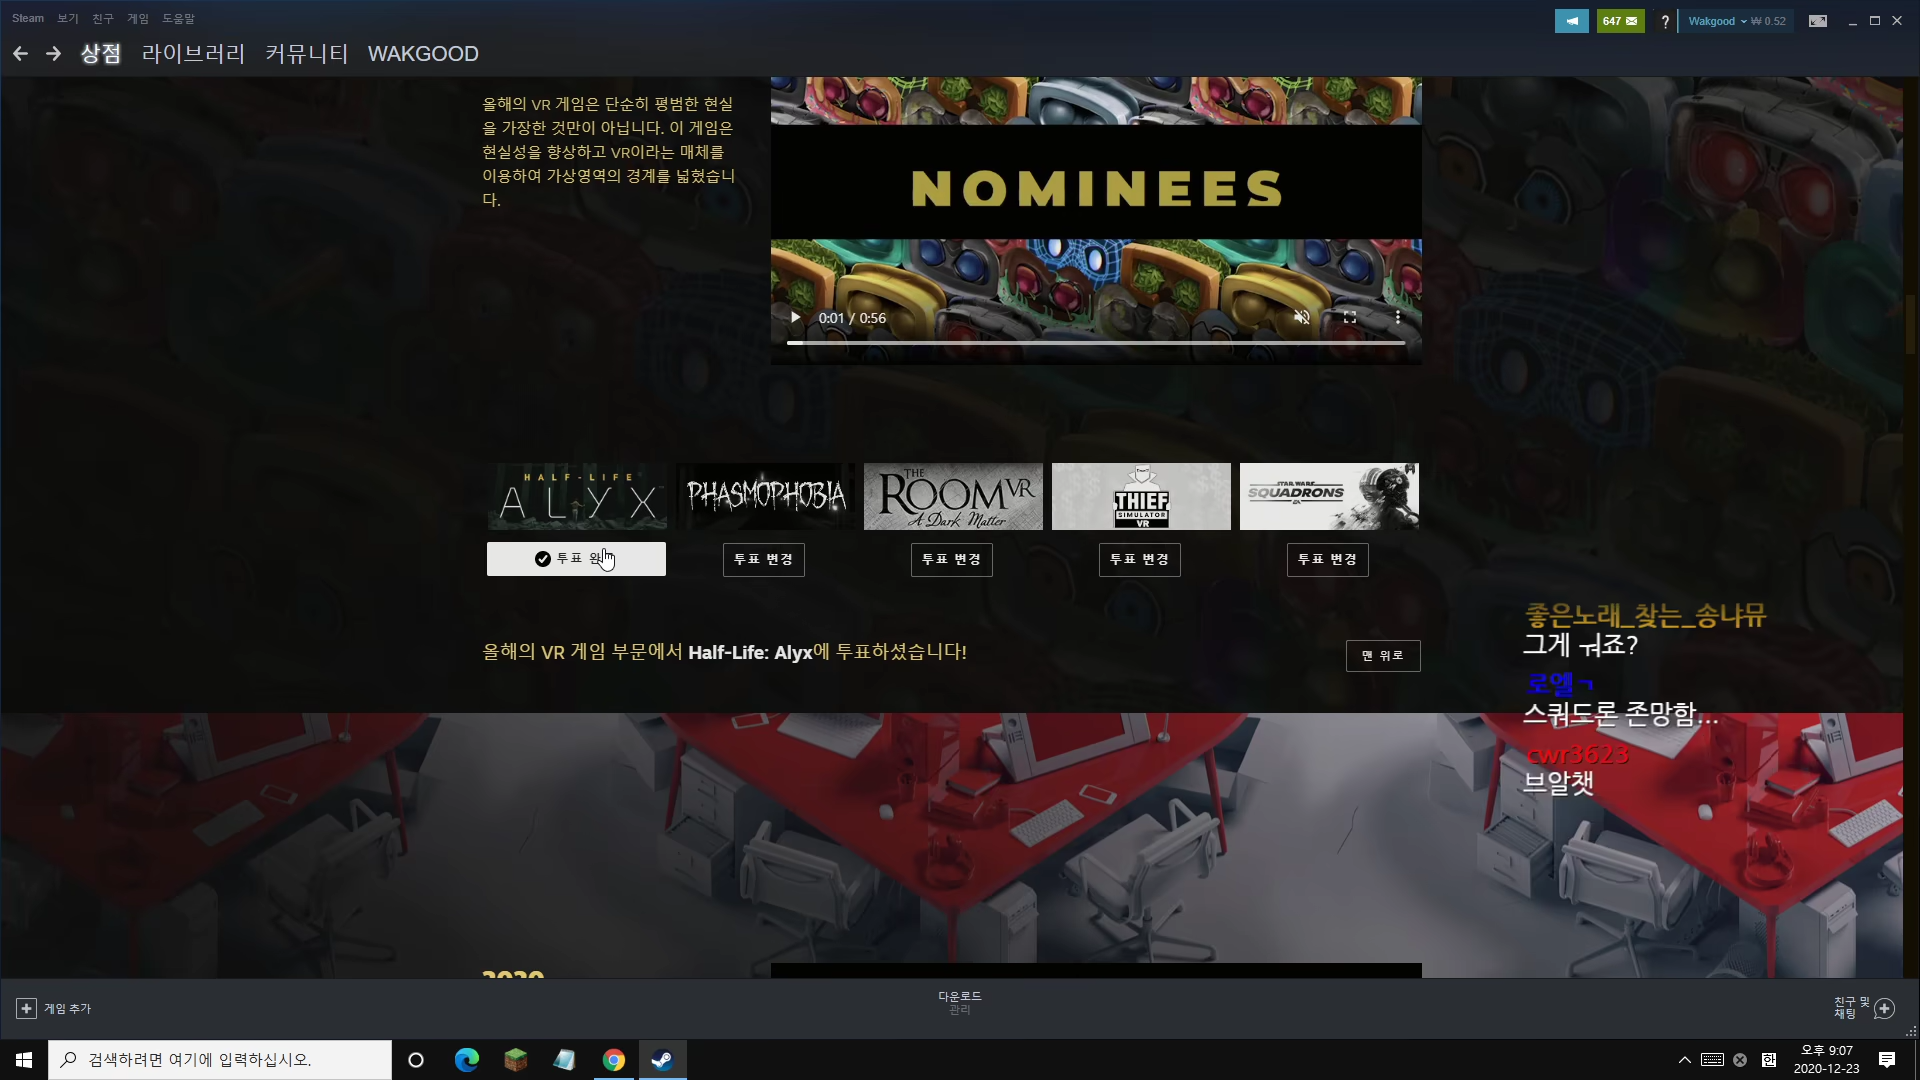 Steam 보기 친구 게임 도움말
647
?
Wakgood ₩ 0.52
상점 라이브러리 커뮤니티 WAKGOOD
올해의 VR 게임은 단순히 평범한 현실
을 가장한 것만이 아닙니다. 이 게임은
현실성을 향상하고 VR이라는 매체를
이용하여 가상영역의 경계를 넓혔습니
다.
NOMINEES
0:01 / 0:56
HALF-LIFE
ALYX
PHASMOPHOBIA
THE
ROOM VR
A Dark Matter
THIEF
SIMULATOR
VR
STAR WARS
SQUADRONS
투표 완
투표 변경
투표 변경
투표 변경
투표 변경
올해의 VR 게임 부문에서 Half-Life: Alyx에 투표하셨습니다!
맨 위로
좋은노래_찾는_송나뮤
그게 눠죠?
로엘ㄱ
스쿼드론 존망함...
cwr3623
브알챗
2020
게임 추가
다운로드
관리
친구 및
채팅
검색하려면 여기에 입력하십시오.
한
오후 9:07
2020-12-23